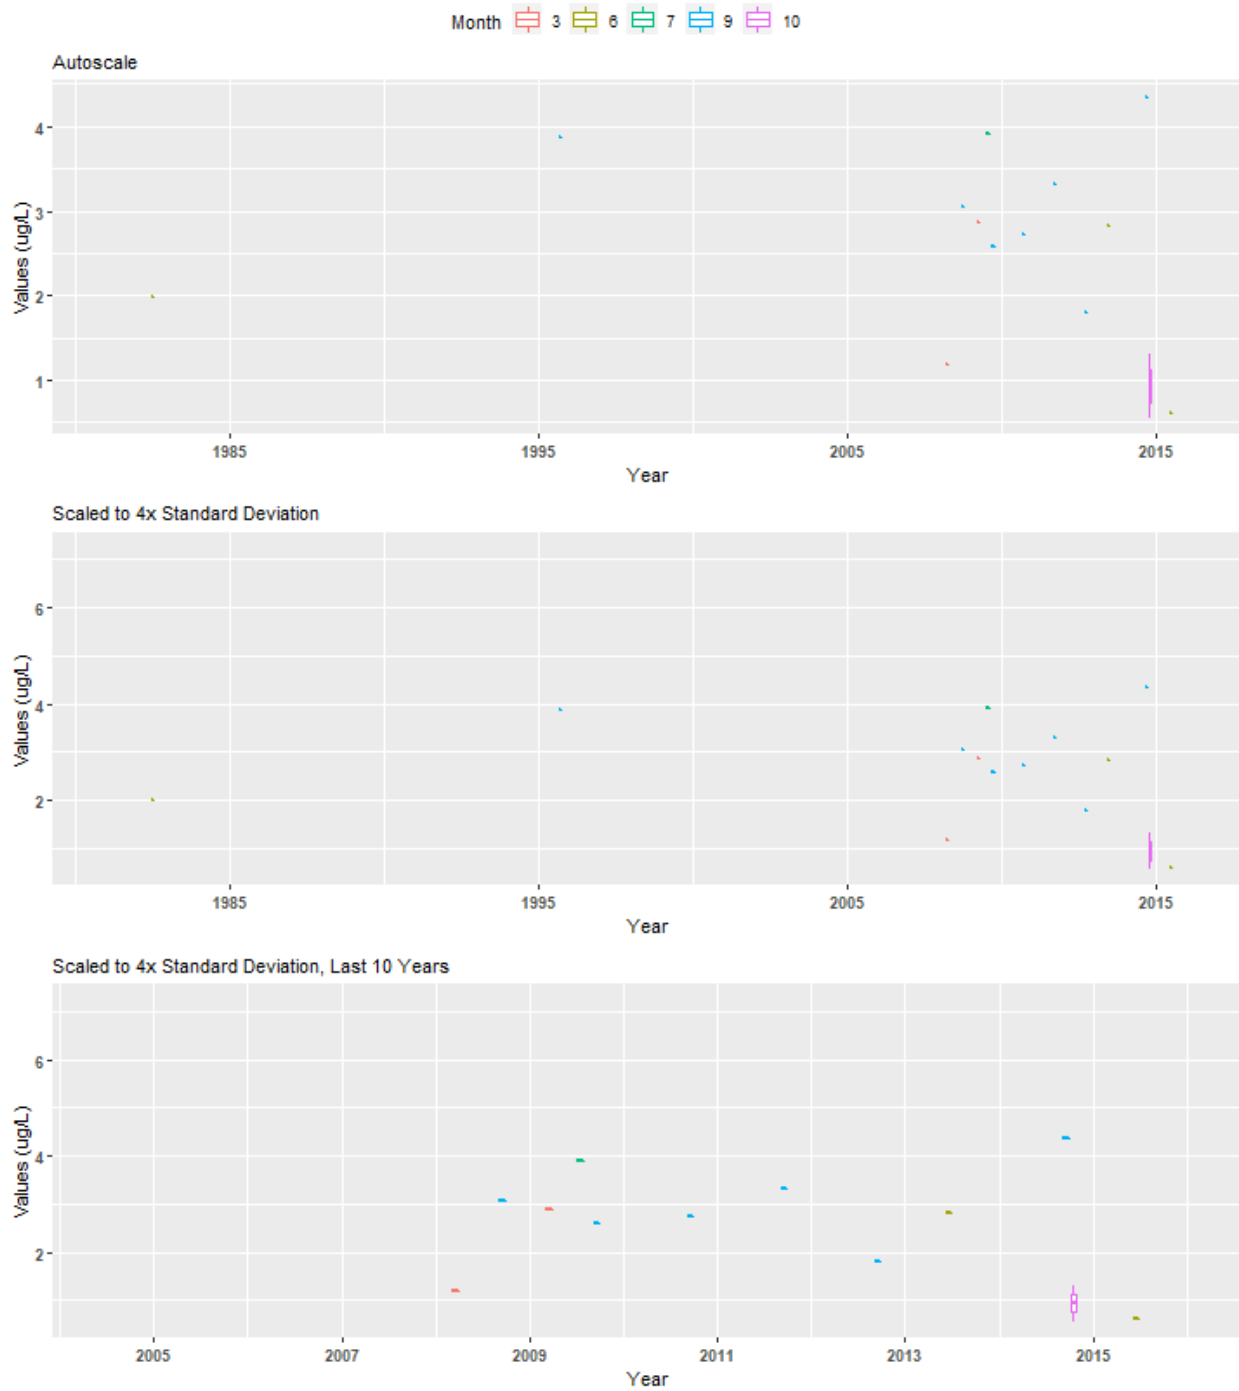 Month 3 6 7 9 10
Autoscale
4
3
2
1
Values (ug/L)
1985 1995 2005 2015
Year
Scaled to 4x Standard Deviation
6
4
2
Values (ug/L)
1985 1995 2005 2015
Year
Scaled to 4x Standard Deviation, Last 10 Years
6
4
2
Values (ug/L)
2005 2007 2009 2011 2013 2015
Year